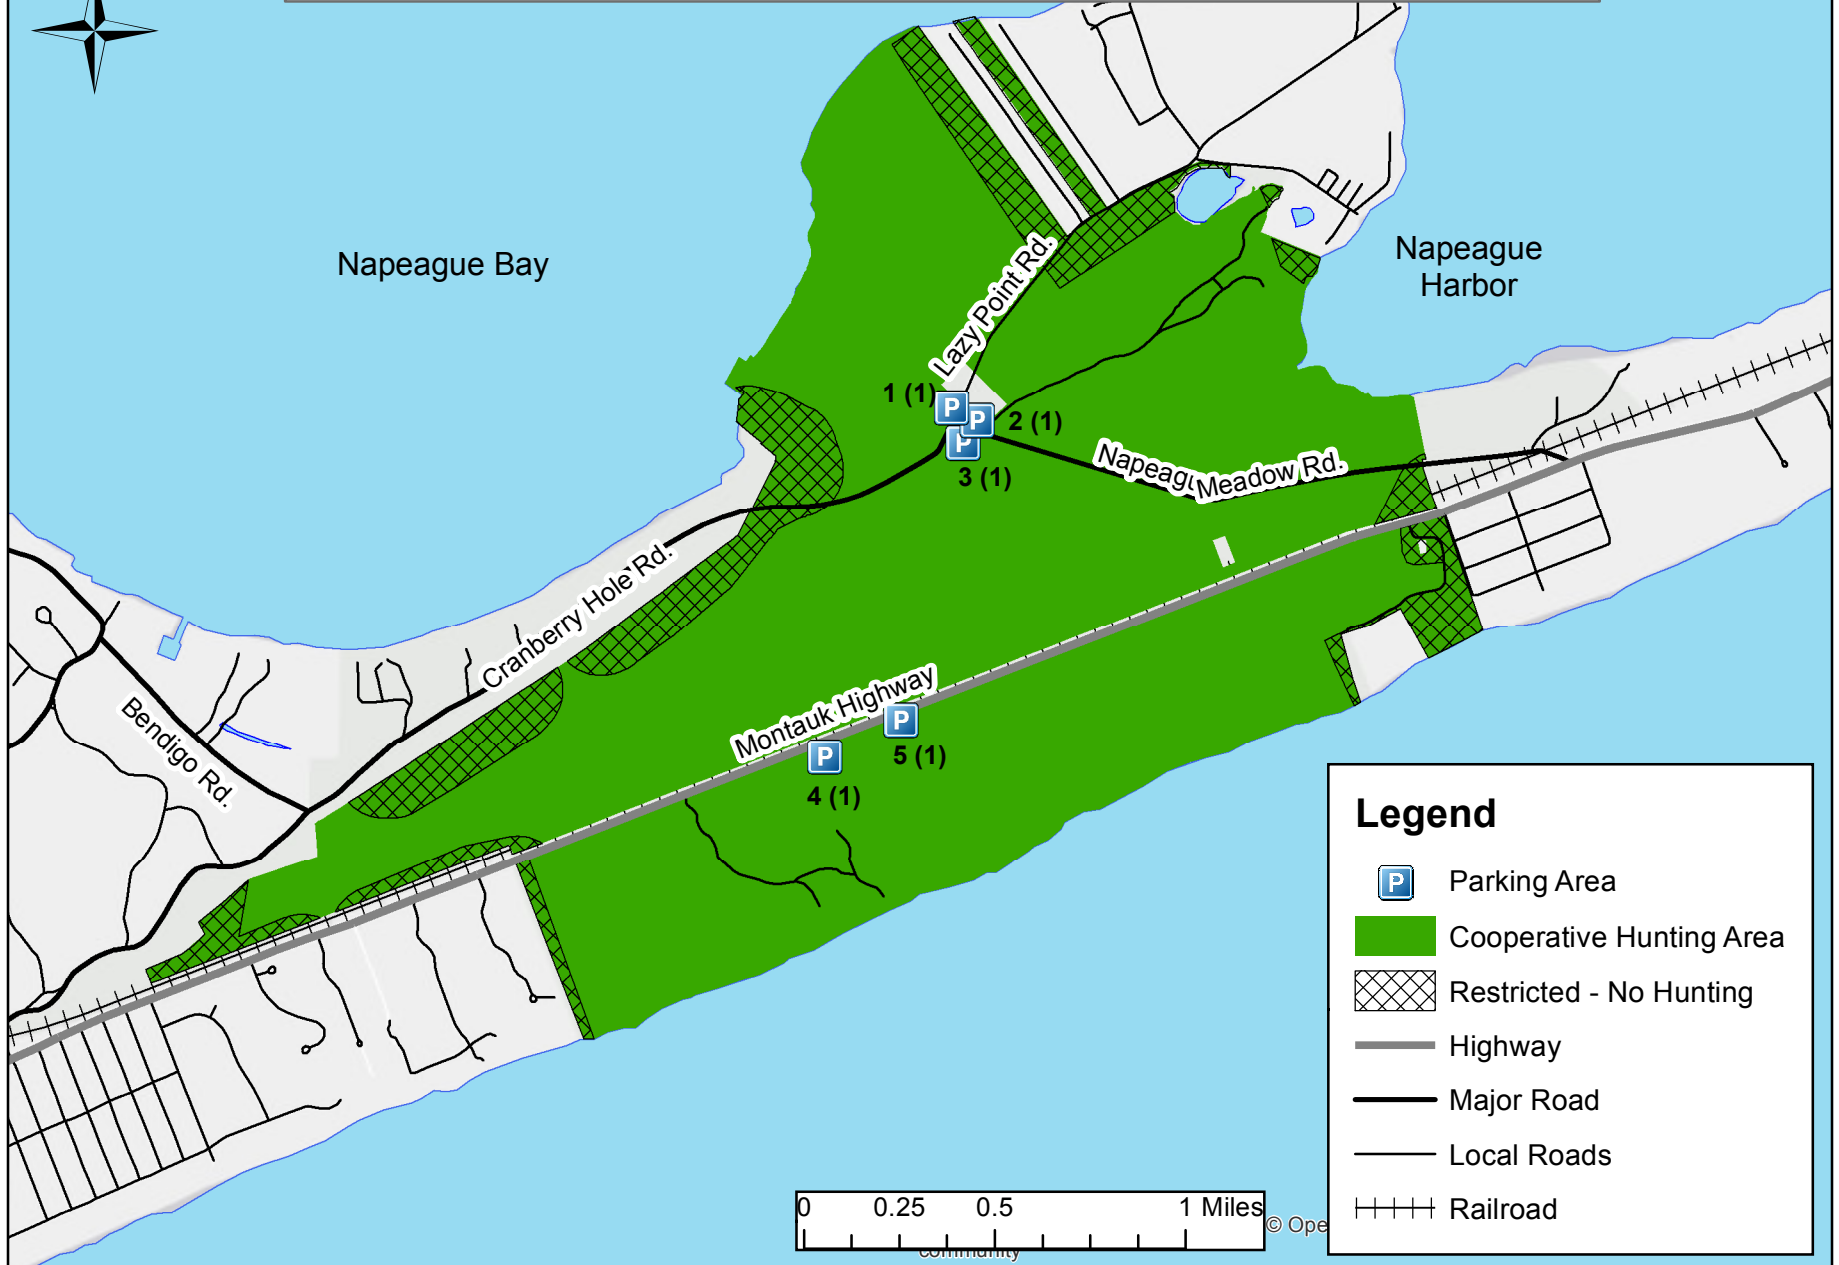 Napeague Bay
Napeague
Harbor
Lazy Point Rd.
1 (1)
P
P
2 (1)
P
3 (1)
Meadow Rd.
Cranberry Hole Rd.
Bendigo Rd.
Montauk Highway
P
5 (1)
P
4 (1)
Legend
P Parking Area
Cooperative Hunting Area
Restricted - No Hunting
Highway
Major Road
Local Roads
Railroad
0 0.25 0.5 1 Miles
©
community